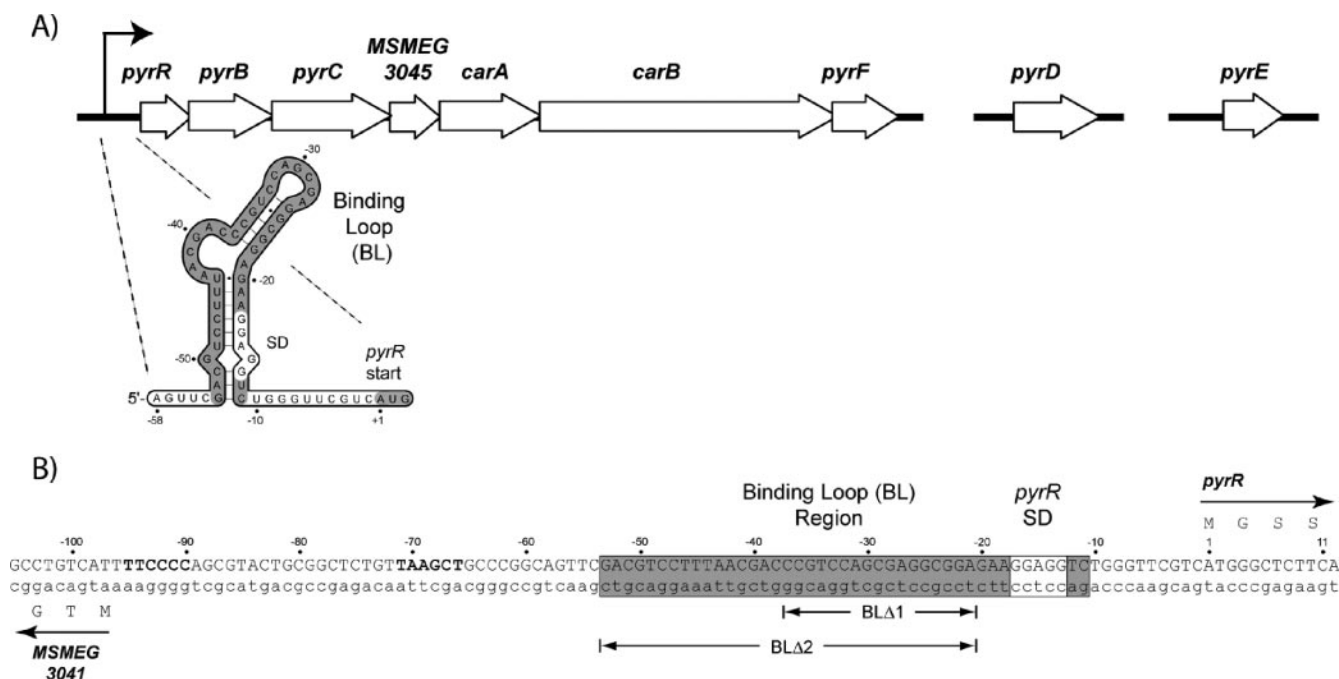 A)
pyrR pyrB pyrC MSMEG 3045 carA carB pyrF pyrD pyrE
-30
Binding
Loop
(BL)
-40
-20
SD
-50
pyrR
start
5'-AGUUCGACGUCCUUUAACGACCCGUCCAGCGAGGCGGAGAAGGAGGUCUGGGUUCGUCAUG
-58 -10 +1
B)
Binding Loop (BL) Region
pyrR SD
pyrR
M G S S
-100 -90 -80 -70 -60 -50 -40 -30 -20 -10 1 11
GCCTGTCATTTTCCCCAGCGTACTGCGGCTCTGTTAAGCTGCCCGGCAGTTCGACGTCCTTTAACGACCCGTCCAGCGAGGCGGAGAAGGAGGTCTGGGTTCGTCATGGGCTCTTCA
cggacagtaaaaggggtcgcatgacgccgagacaattcgacgggccgtcaagctgcaggaaattgctgggcaggtcgctccgcctcttcctccagacccaagcagtacccgagaagt
G T M
BLΔ1
BLΔ2
MSMEG
3041